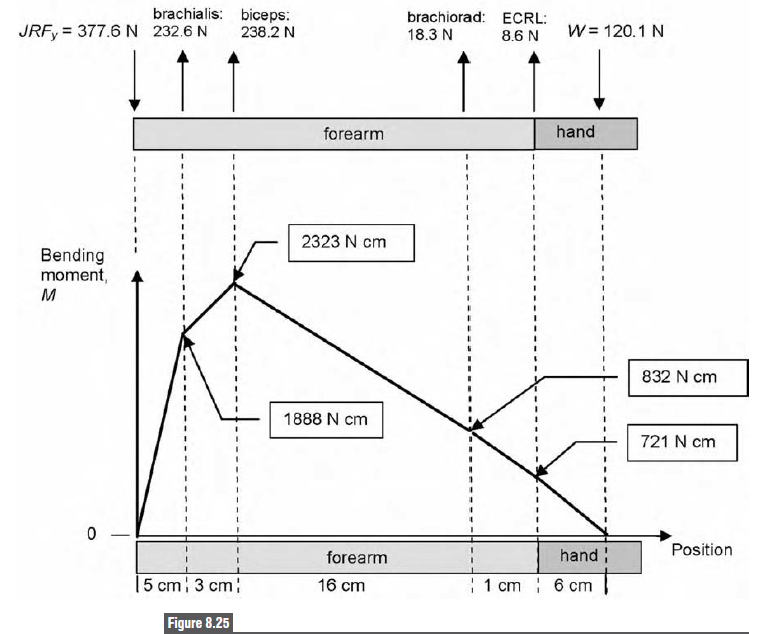 brachialis: biceps: brachiorad: ECRL:
JRFy = 377.6 N 232.6 N 238.2 N 18.3 N 8.6 N W = 120.1 N
forearm hand
2323 N cm
Bending
moment,
M
832 N cm
1888 N cm
721 N cm
0
forearm hand Position
5 cm 3 cm 16 cm 1 cm 6 cm
Figure 8.25